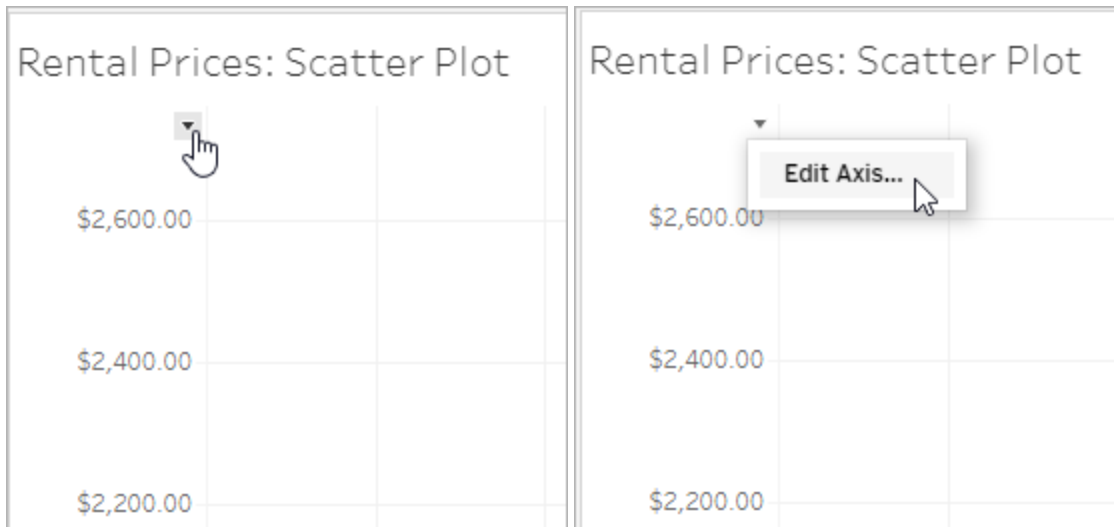 Rental Prices: Scatter Plot
$2,600.00
$2,400.00
$2,200.00
Rental Prices: Scatter Plot
Edit Axis...
$2,600.00
$2,400.00
$2,200.00